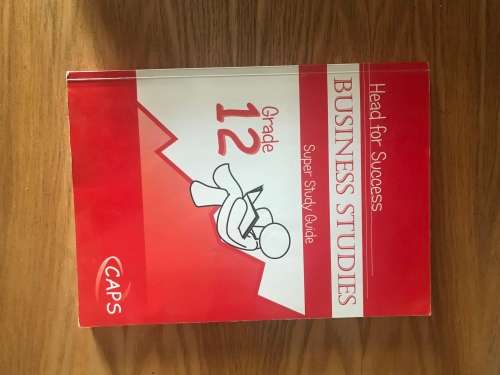 Head for Success
BUSINESS STUDIES
Super Study Guide
Grade
12
CAPS